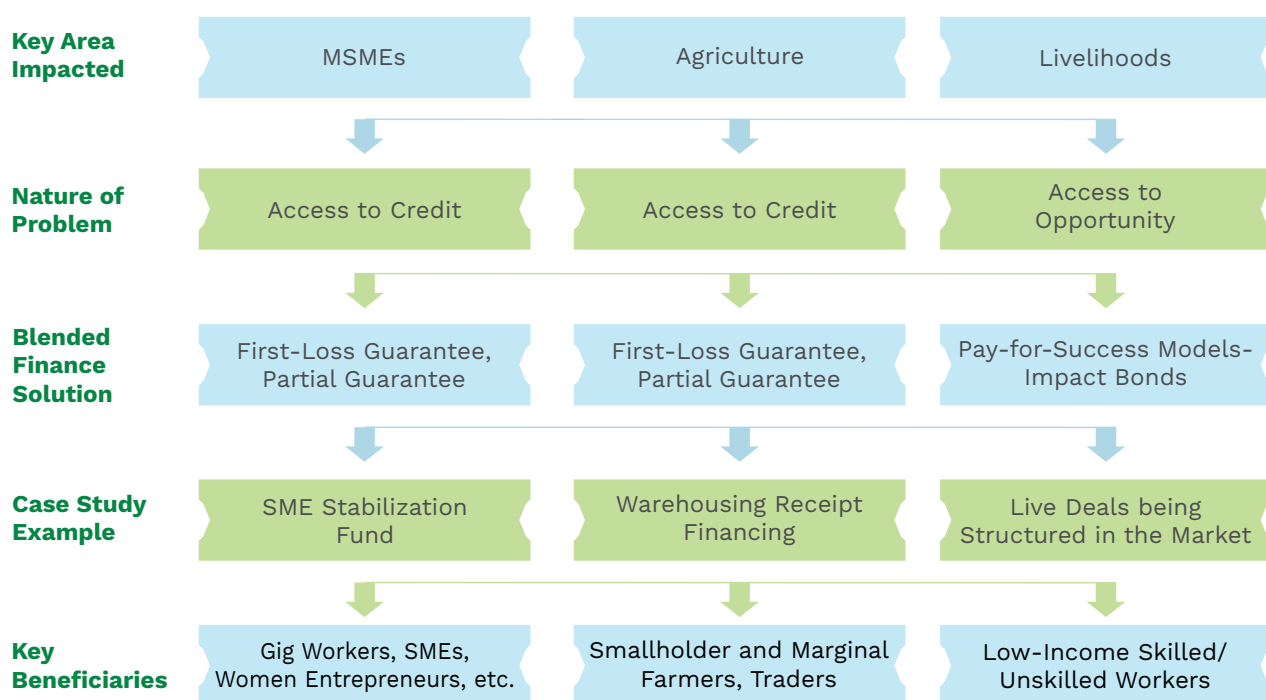 Key Area
Impacted
MSMEs
Agriculture
Livelihoods
Nature of
Problem
Access to Credit
Access to Credit
Access to
Opportunity
Blended
Finance
Solution
First-Loss Guarantee,
Partial Guarantee
First-Loss Guarantee,
Partial Guarantee
Pay-for-Success Models-
Impact Bonds
Case Study
Example
SME Stabilization
Fund
Warehousing Receipt
Financing
Live Deals being
Structured in the Market
Key
Beneficiaries
Gig Workers, SMEs,
Women Entrepreneurs, etc.
Smallholder and Marginal
Farmers, Traders
Low-Income Skilled/
Unskilled Workers